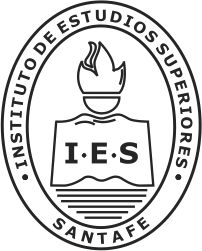 • INSTITUTO DE ESTUDIOS SUPERIORES •
I·E·S
SANTAFE